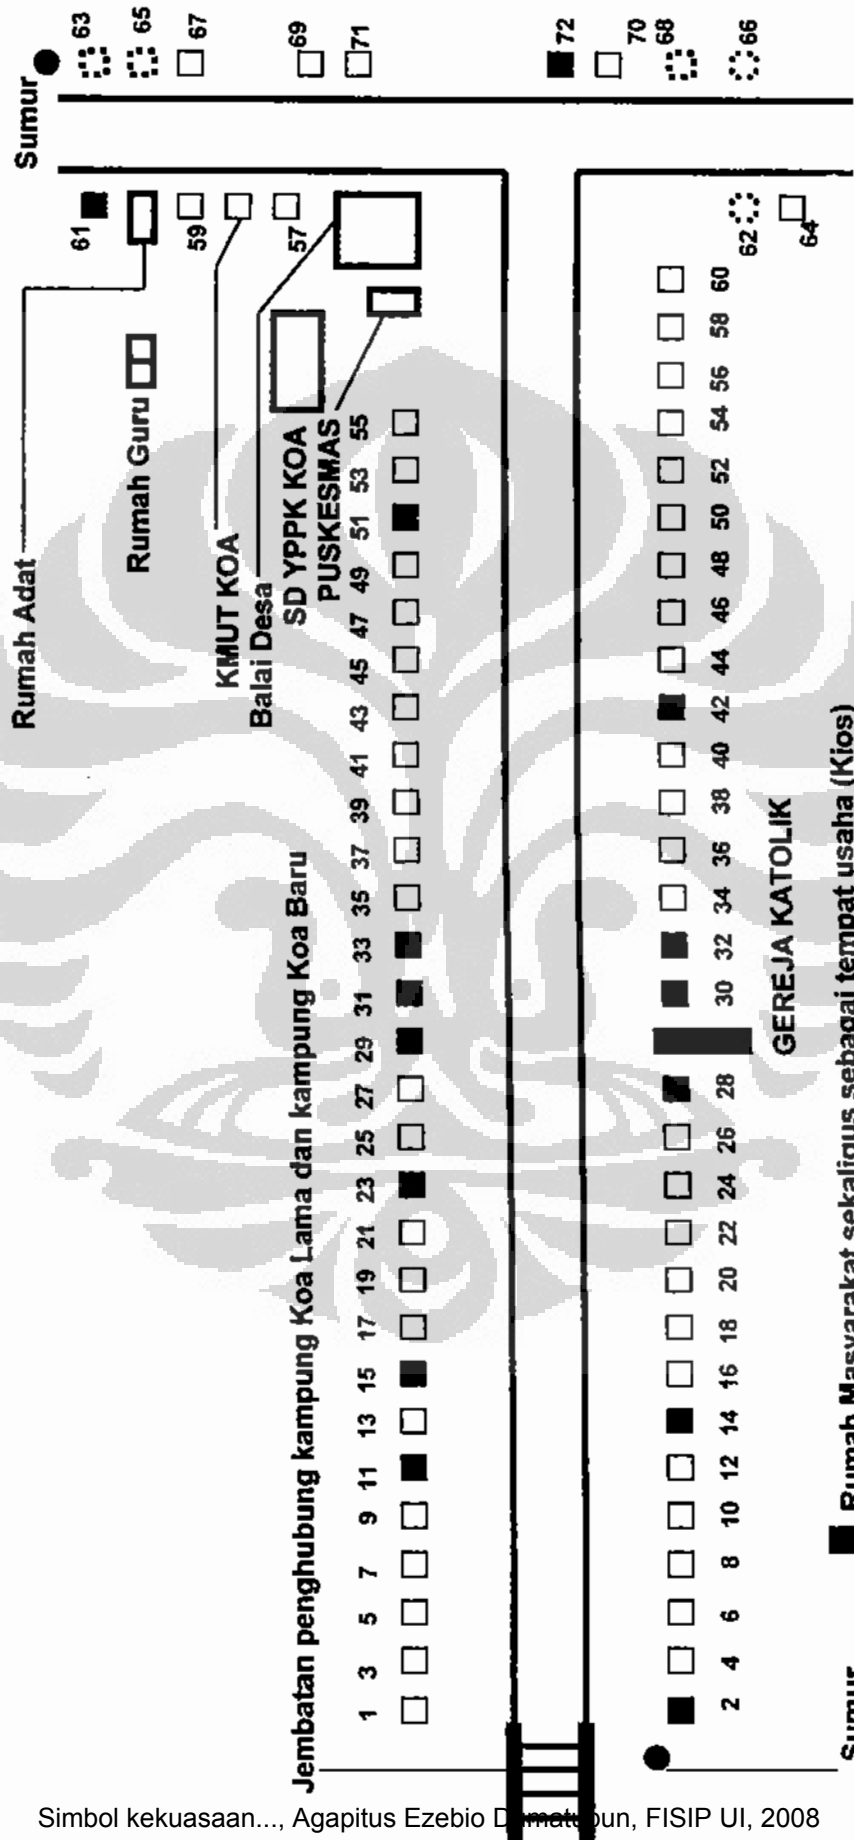 Sumur
63
65
67
69
71
72
70
68
66
61
59
57
62
64
Rumah Adat
Rumah Guru
KMUT KOA
Balai Desa
SD YPPK KOA
PUSKESMAS
Jembatan penghubung kampung Koa Lama dan kampung Koa Baru
1 3 5 7 9 11 13 15 17 19 21 23 25 27 29 31 33 35 37 39 41 43 45 47 49 51 53 55
2 4 6 8 10 12 14 16 18 20 22 24 26 28 30 32 34 36 38 40 42 44 46 48 50 52 54 56 58 60
GEREJA KATOLIK
Sumur
Rumah Masyarakat sekaligus sebagai tempat usaha (Kios)
Simbol kekuasaan..., Agapitus Ezebio Dumatubun, FISIP UI, 2008